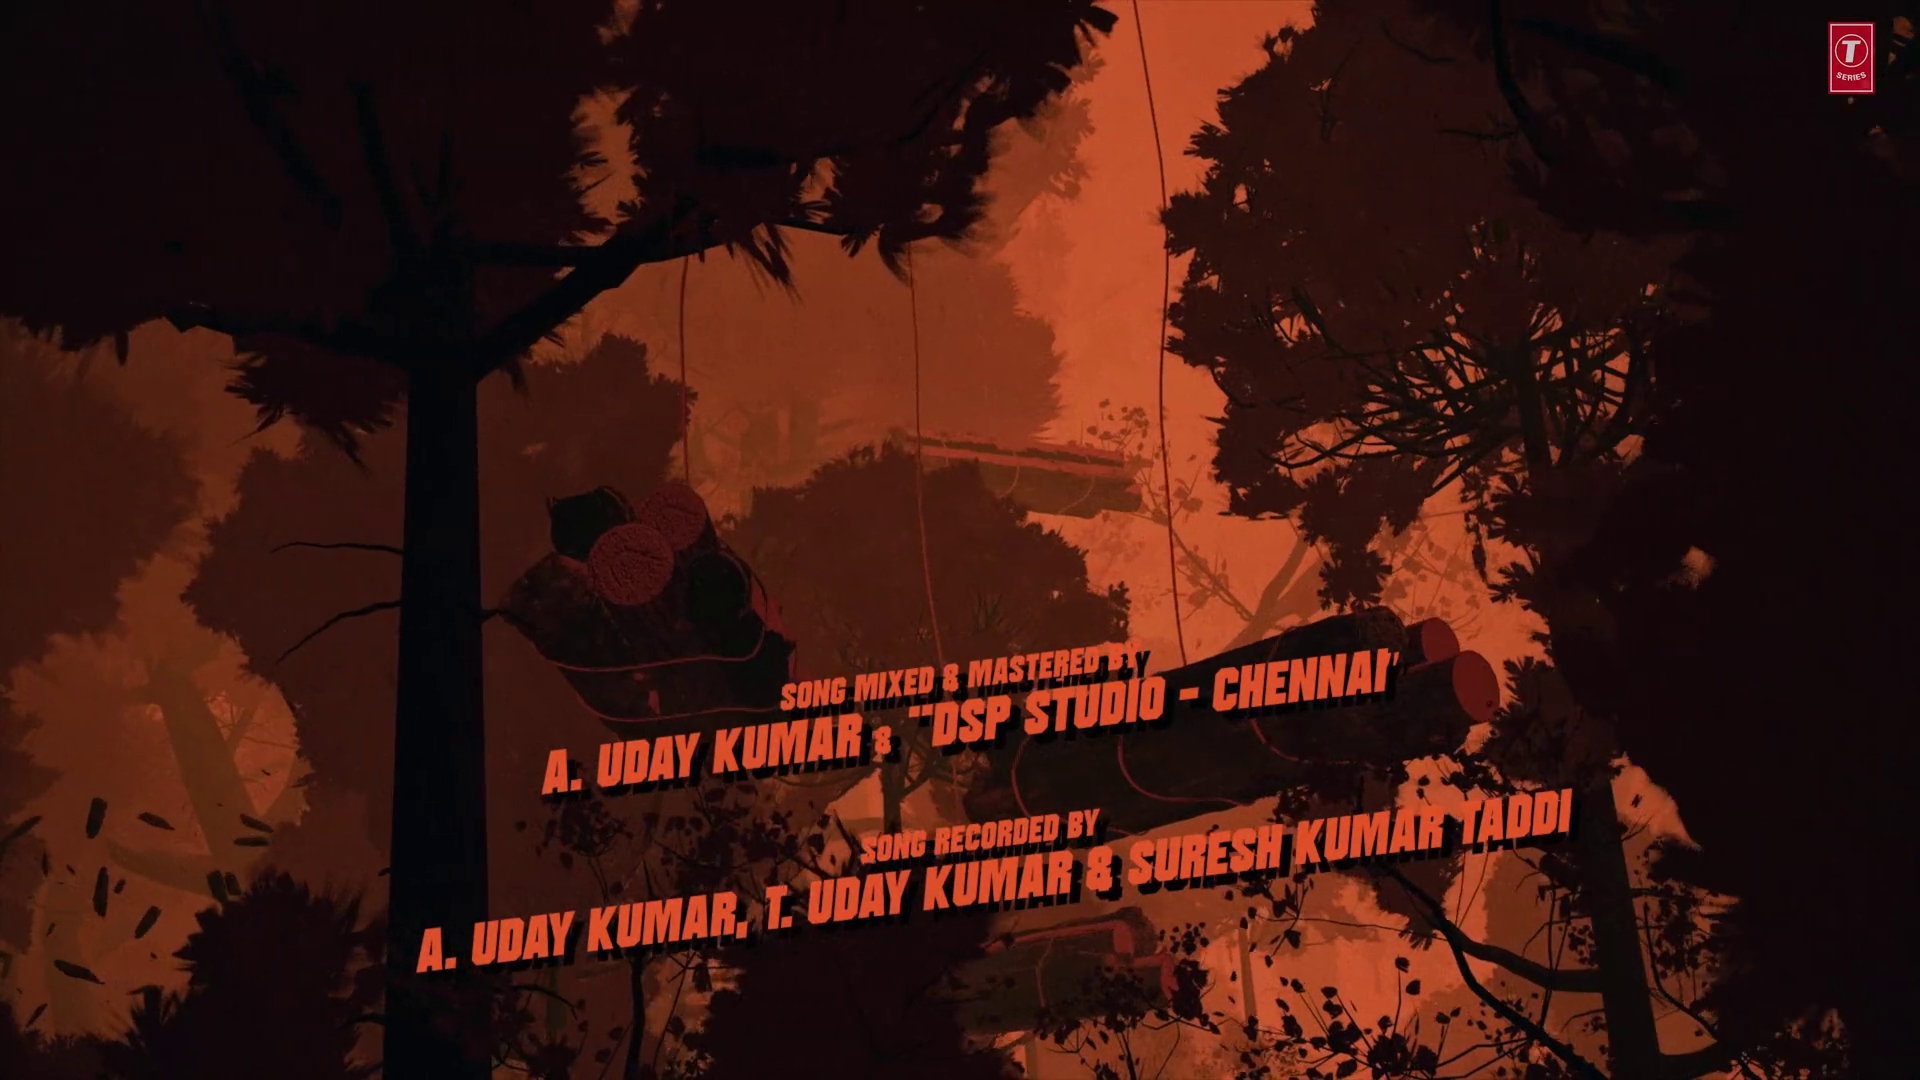 T
SERIES
SONG MIXED & MASTERED BY
A. UDAY KUMAR & "DSP STUDIO - CHENNAI"
SONG RECORDED BY
A. UDAY KUMAR, T. UDAY KUMAR & SURESH KUMAR TADDI